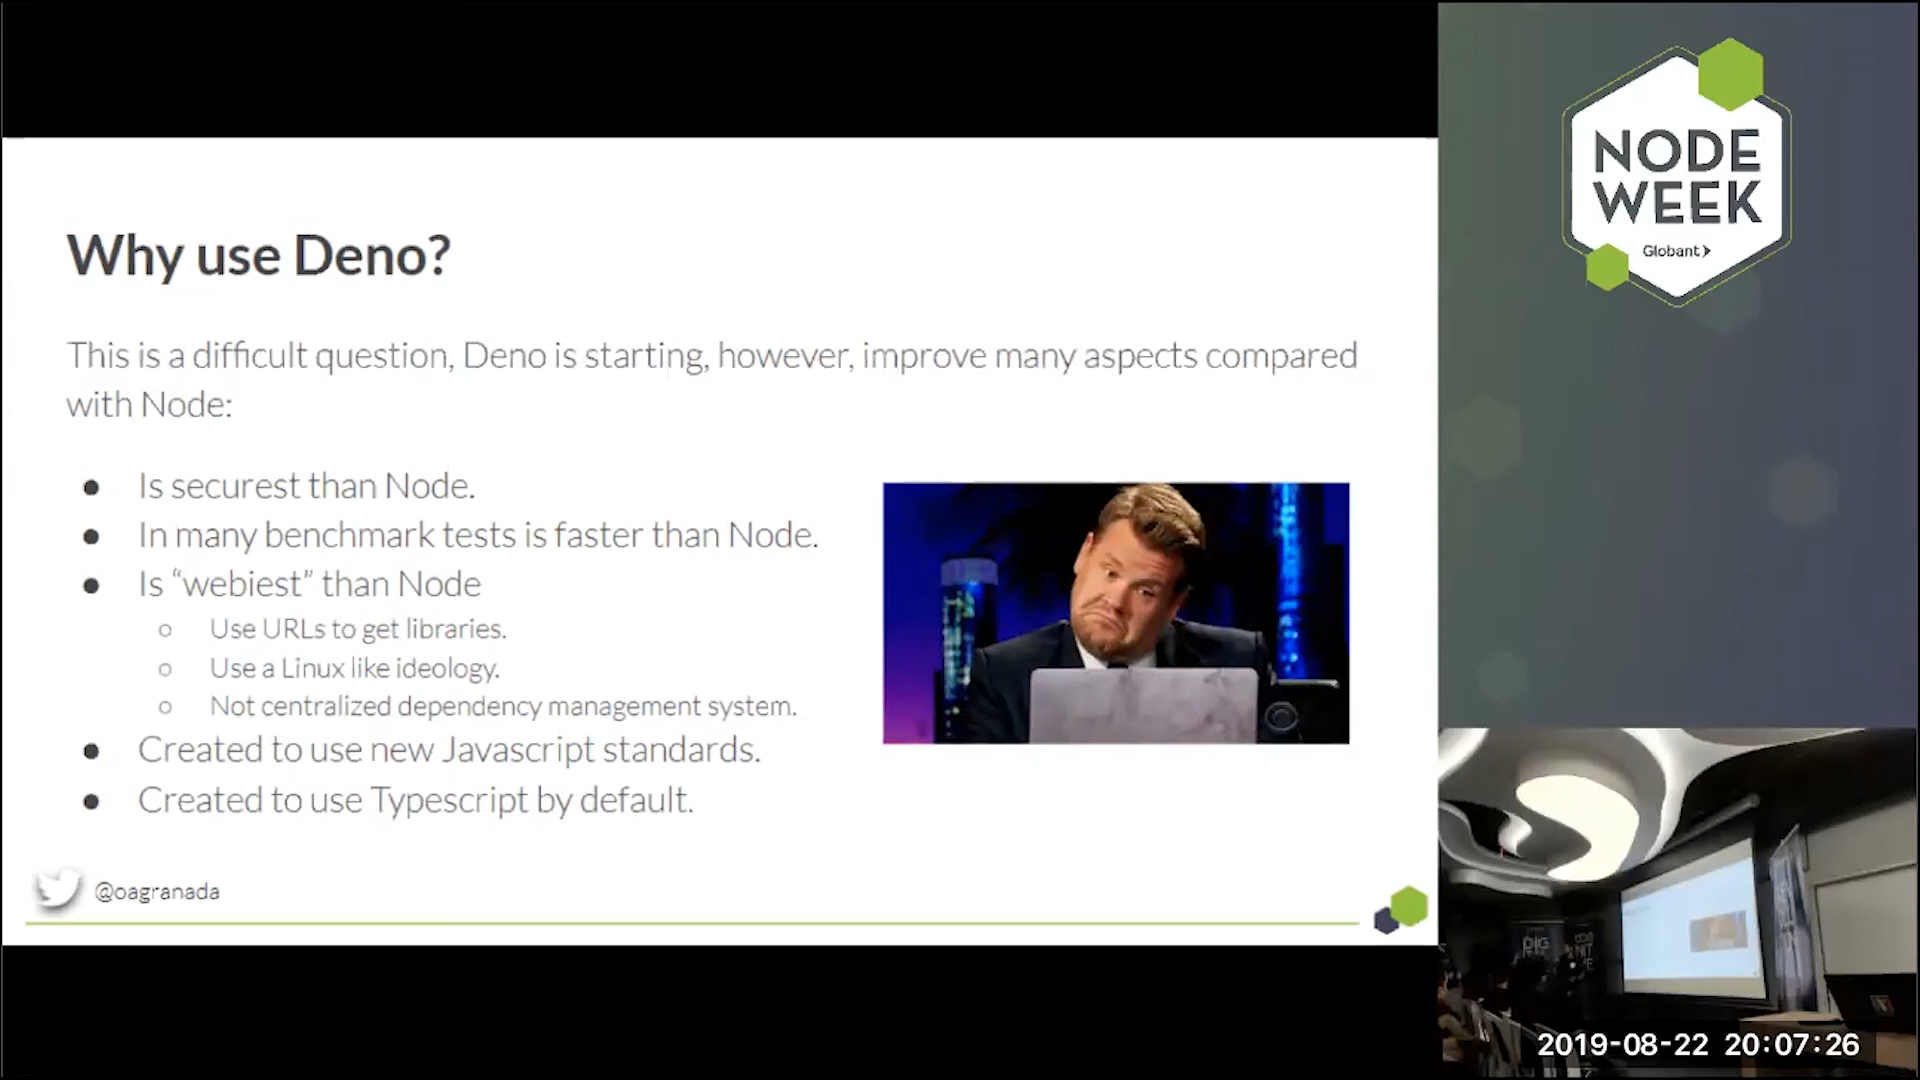 Why use Deno?
This is a difficult question, Deno is starting, however, improve many aspects compared
with Node:
● Is securest than Node.
● In many benchmark tests is faster than Node.
● Is “webiest” than Node
○ Use URLs to get libraries.
○ Use a Linux like ideology.
○ Not centralized dependency management system.
● Created to use new Javascript standards.
● Created to use Typescript by default.
@oagranada
NODE
WEEK
Globant
DIG
2019-08-22 20:07:26